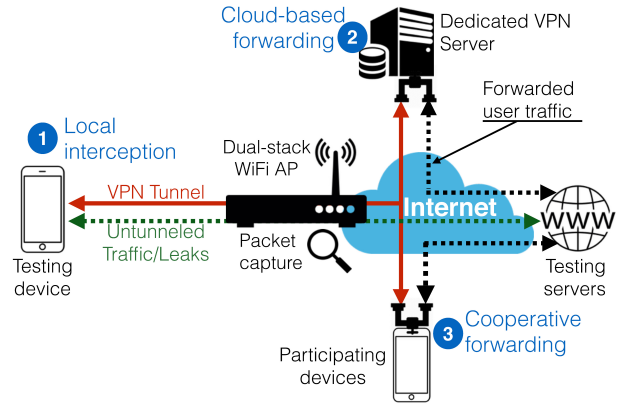 Cloud-based
forwarding 2
Dedicated VPN
Server
Forwarded
user traffic
1 Local
interception
Dual-stack
WiFi AP
VPN Tunnel
Internet
WWW
Untunneled
Traffic/Leaks
Packet
capture
Testing
device
Testing
servers
3 Cooperative
forwarding
Participating
devices